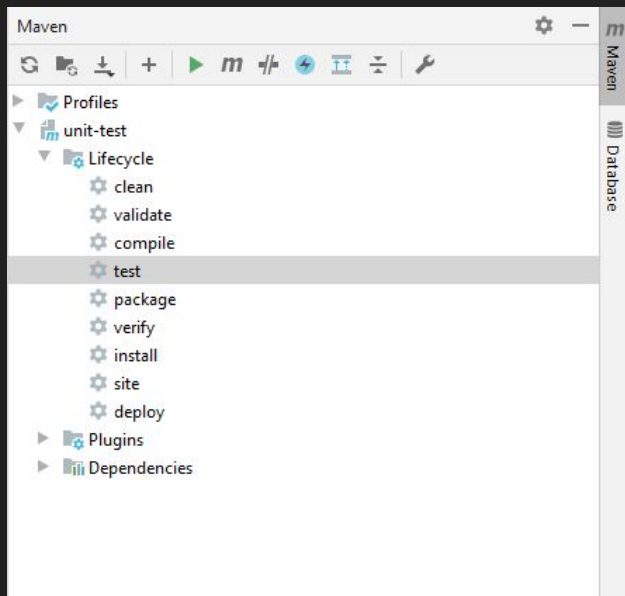 Maven
Profiles
unit-test
Lifecycle
clean
validate
compile
test
package
verify
install
site
deploy
Plugins
Dependencies
Maven
Database